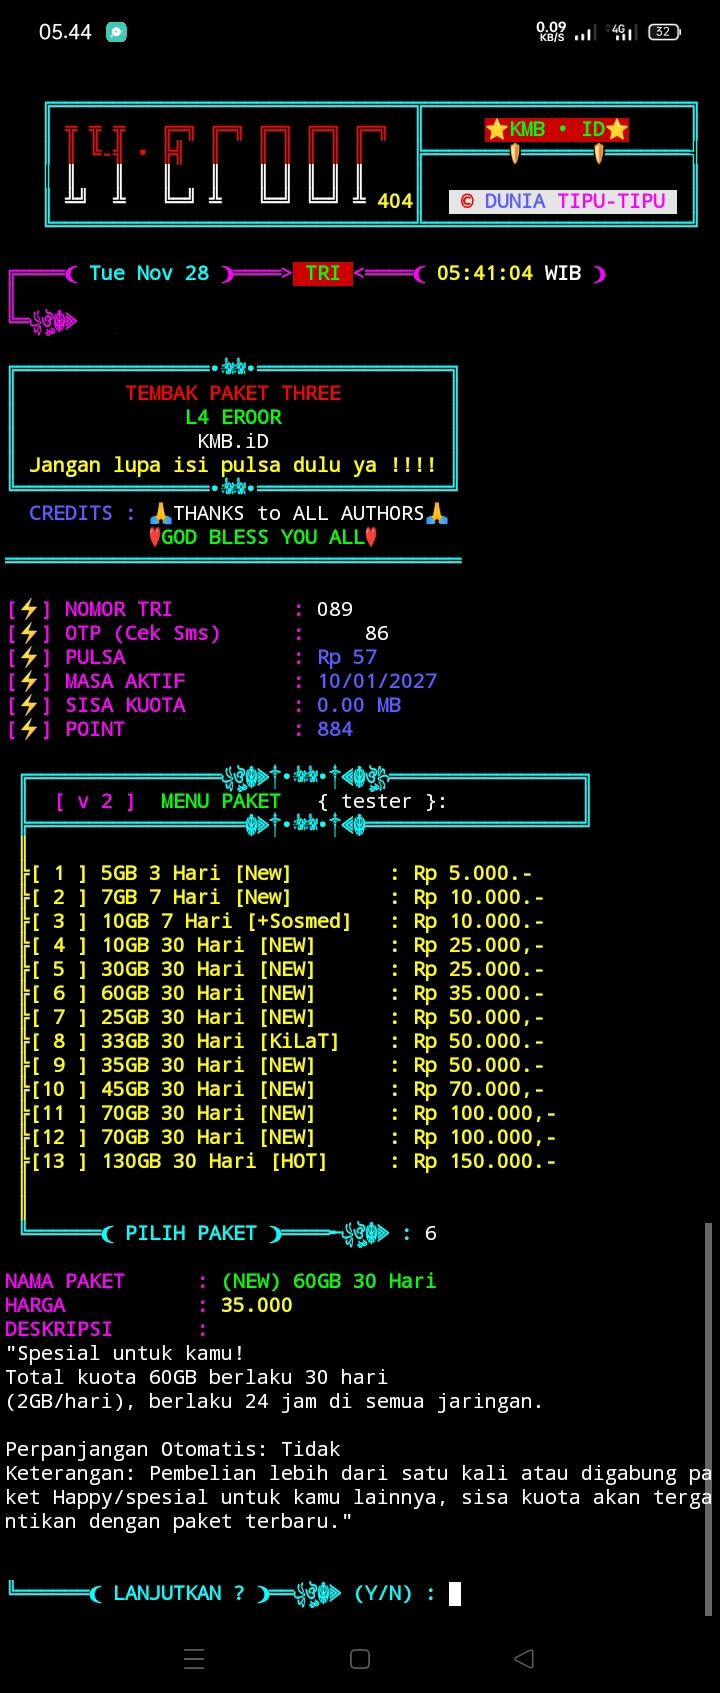 05.44 0.09 KB/S 4G 32
L4.EROOR 404
⭐KMB • ID⭐
© DUNIA TIPU-TIPU
Tue Nov 28 > TRI < 05:41:04 WIB
TEMBAK PAKET THREE
L4 EROOR
KMB.iD
Jangan lupa isi pulsa dulu ya !!!!
CREDITS : 🙏THANKS to ALL AUTHORS🙏
GOD BLESS YOU ALL
[⚡] NOMOR TRI : 089
[⚡] OTP (Cek Sms) : 86
[⚡] PULSA : Rp 57
[⚡] MASA AKTIF : 10/01/2027
[⚡] SISA KUOTA : 0.00 MB
[⚡] POINT : 884
[ v 2 ] MENU PAKET { tester }:
[ 1 ] 5GB 3 Hari [New] : Rp 5.000.-
[ 2 ] 7GB 7 Hari [New] : Rp 10.000.-
[ 3 ] 10GB 7 Hari [+Sosmed] : Rp 10.000.-
[ 4 ] 10GB 30 Hari [NEW] : Rp 25.000,-
[ 5 ] 30GB 30 Hari [NEW] : Rp 25.000.-
[ 6 ] 60GB 30 Hari [NEW] : Rp 35.000.-
[ 7 ] 25GB 30 Hari [NEW] : Rp 50.000,-
[ 8 ] 33GB 30 Hari [KiLaT] : Rp 50.000.-
[ 9 ] 35GB 30 Hari [NEW] : Rp 50.000.-
[10 ] 45GB 30 Hari [NEW] : Rp 70.000,-
[11 ] 70GB 30 Hari [NEW] : Rp 100.000,-
[12 ] 70GB 30 Hari [NEW] : Rp 100.000,-
[13 ] 130GB 30 Hari [HOT] : Rp 150.000.-
PILIH PAKET : 6
NAMA PAKET : (NEW) 60GB 30 Hari
HARGA : 35.000
DESKRIPSI :
"Spesial untuk kamu!
Total kuota 60GB berlaku 30 hari
(2GB/hari), berlaku 24 jam di semua jaringan.
Perpanjangan Otomatis: Tidak
Keterangan: Pembelian lebih dari satu kali atau digabung pa
ket Happy/spesial untuk kamu lainnya, sisa kuota akan terga
ntikan dengan paket terbaru."
LANJUTKAN ? (Y/N) :